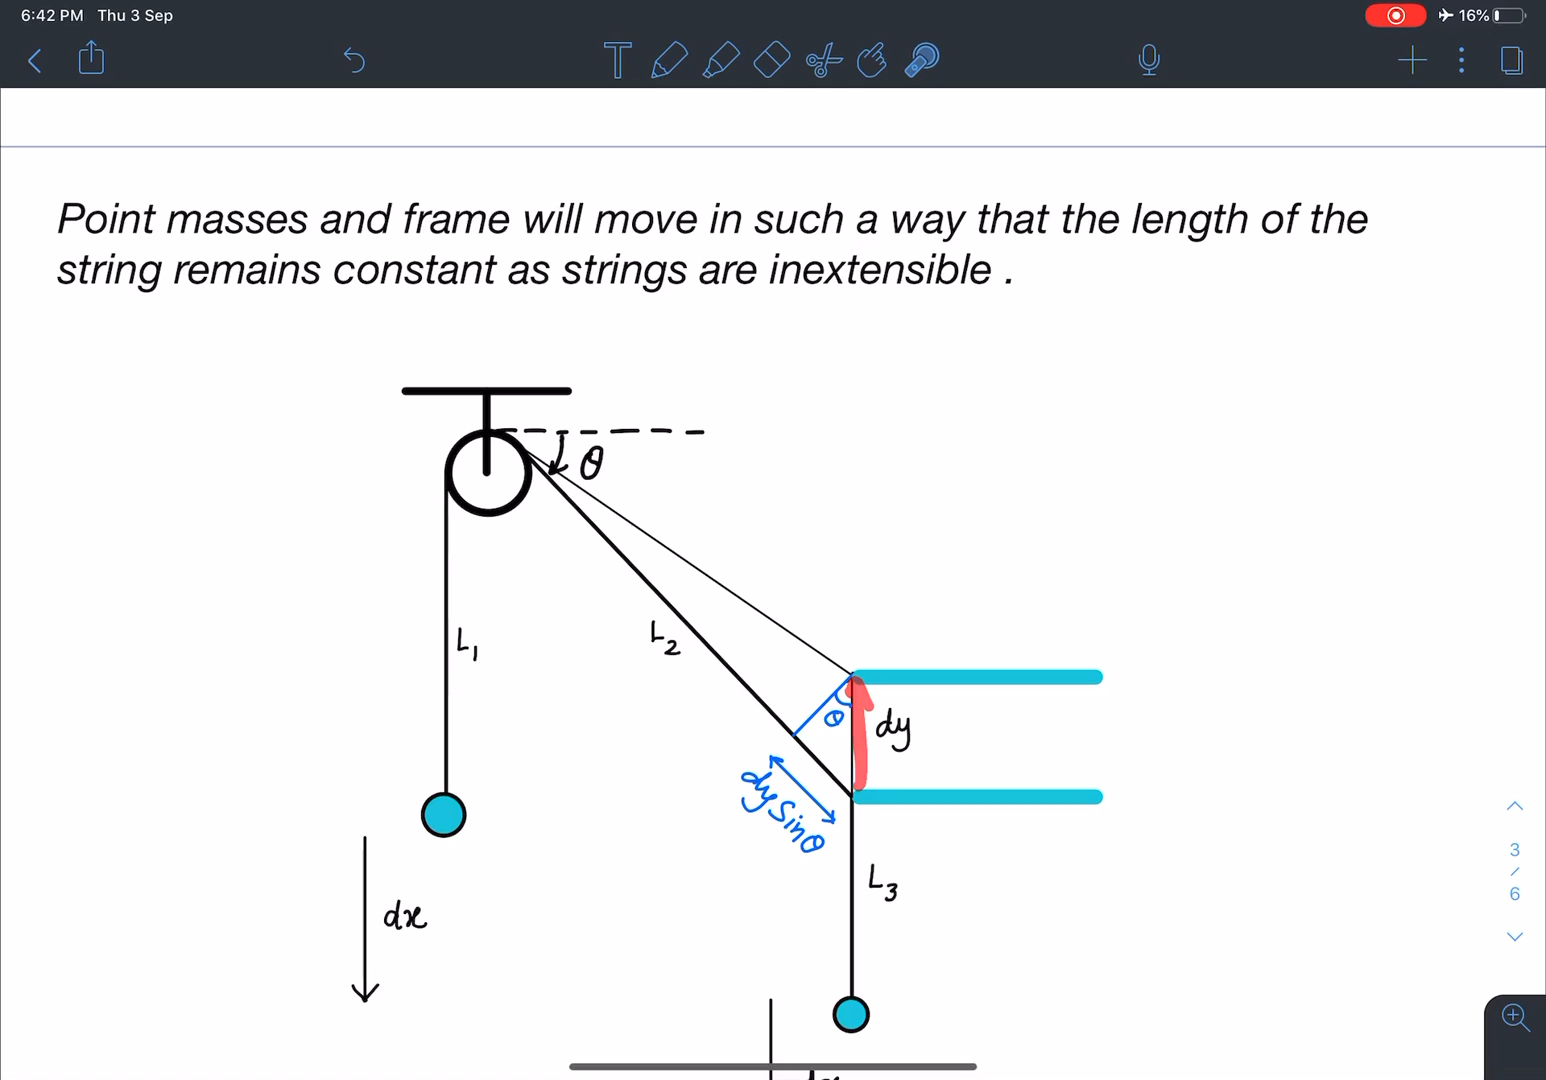 6:42 PM Thu 3 Sep
16%
Point masses and frame will move in such a way that the length of the
string remains constant as strings are inextensible .
θ
L1
L2
θ
dy
dy sinθ
3
/
6
L3
dx